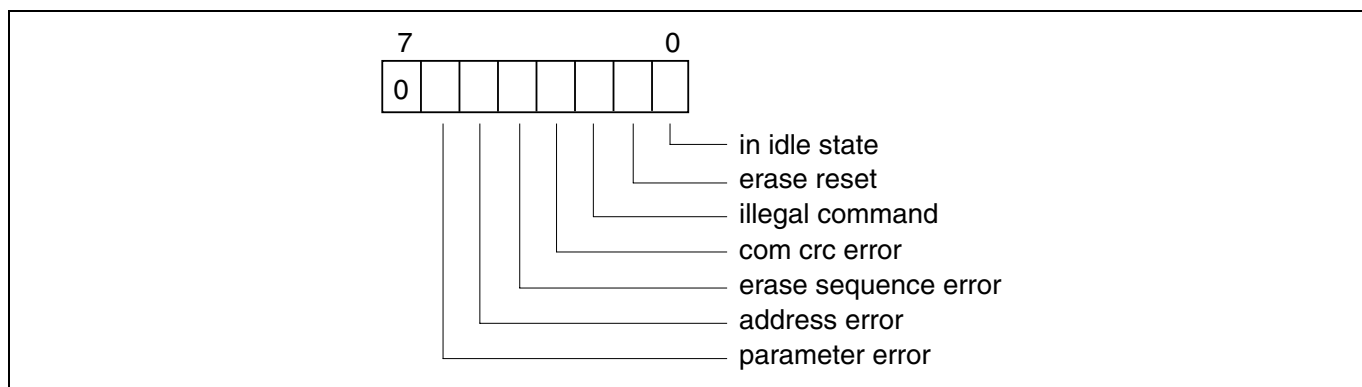 7 0
0
in idle state
erase reset
illegal command
com crc error
erase sequence error
address error
parameter error